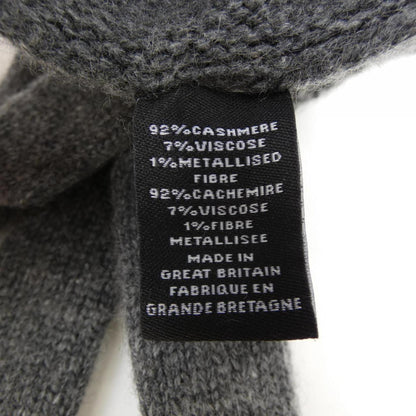 92%CASHMERE
7%VISCOSE
1%METALLISED
FIBRE
92%CACHEMIRE
7%VISCOSE
1%FIBRE
METALLISEE
MADE IN
GREAT BRITAIN
FABRIQUE EN
GRANDE BRETAGNE